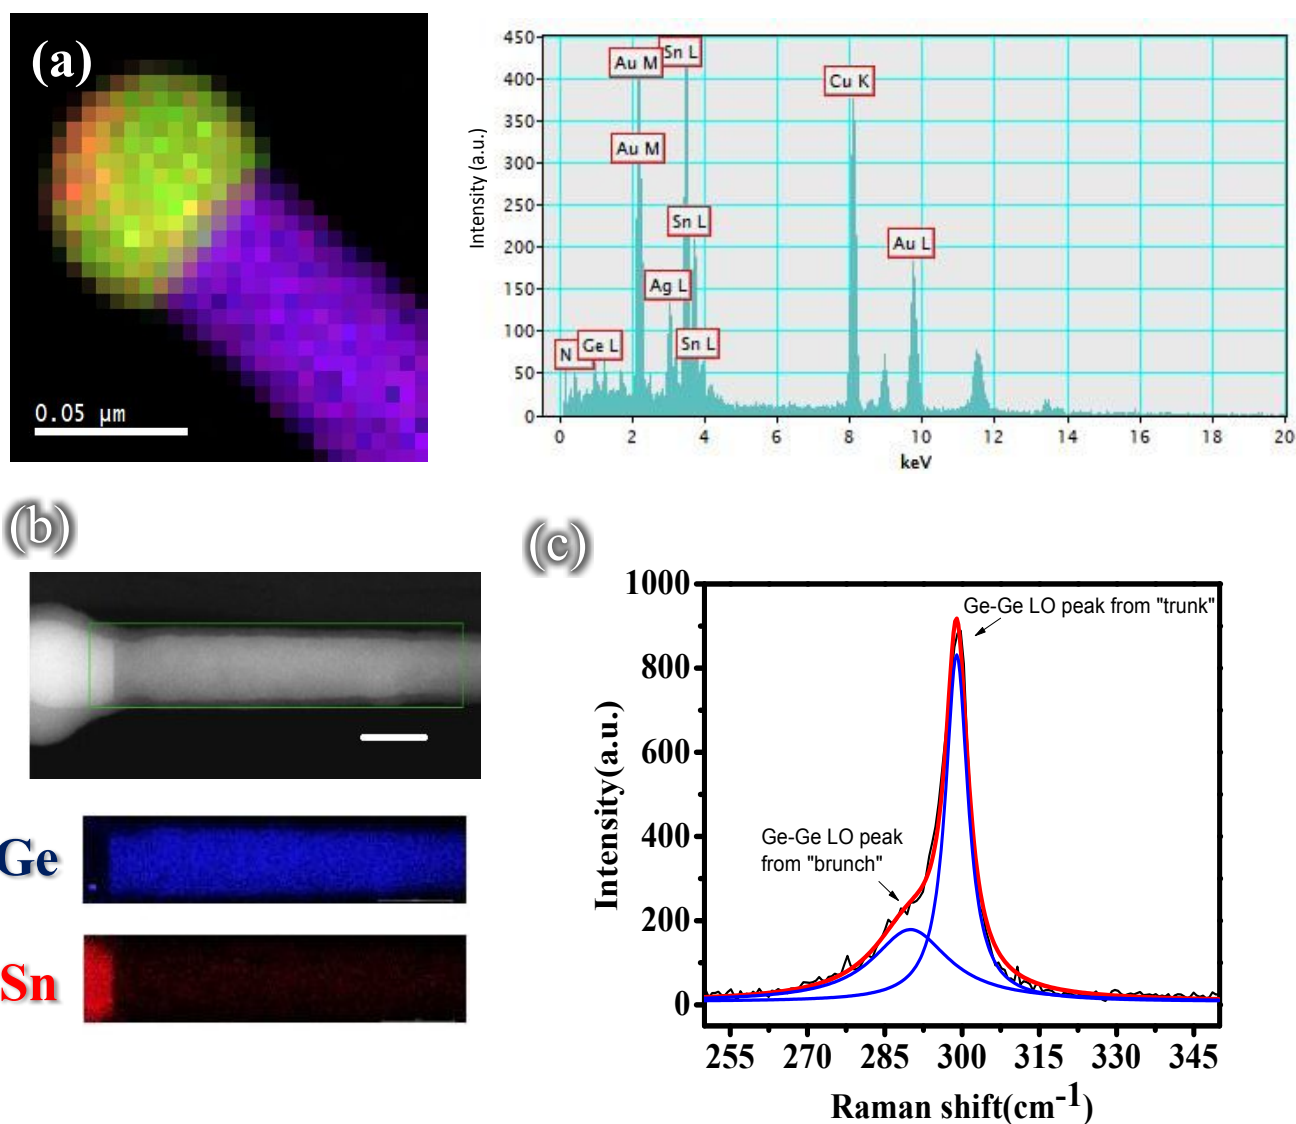 (a)
0.05 µm
450
400
350
300
250
200
150
100
50
0
Intensity (a.u.)
Au M
Sn L
Au M
Sn L
Ag L
Sn L
N
Ge L
Cu K
Au L
0
2
4
6
8
10
12
14
16
18
20
keV
(b)
Ge
Sn
(c)
1000
800
600
400
200
0
Intensity(a.u.)
Ge-Ge LO peak from "trunk"
Ge-Ge LO peak
from "brunch"
255
270
285
300
315
330
345
Raman shift(cm-1)